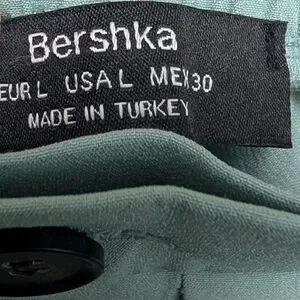 Bershka
EUR L USA L MEX 30
MADE IN TURKEY